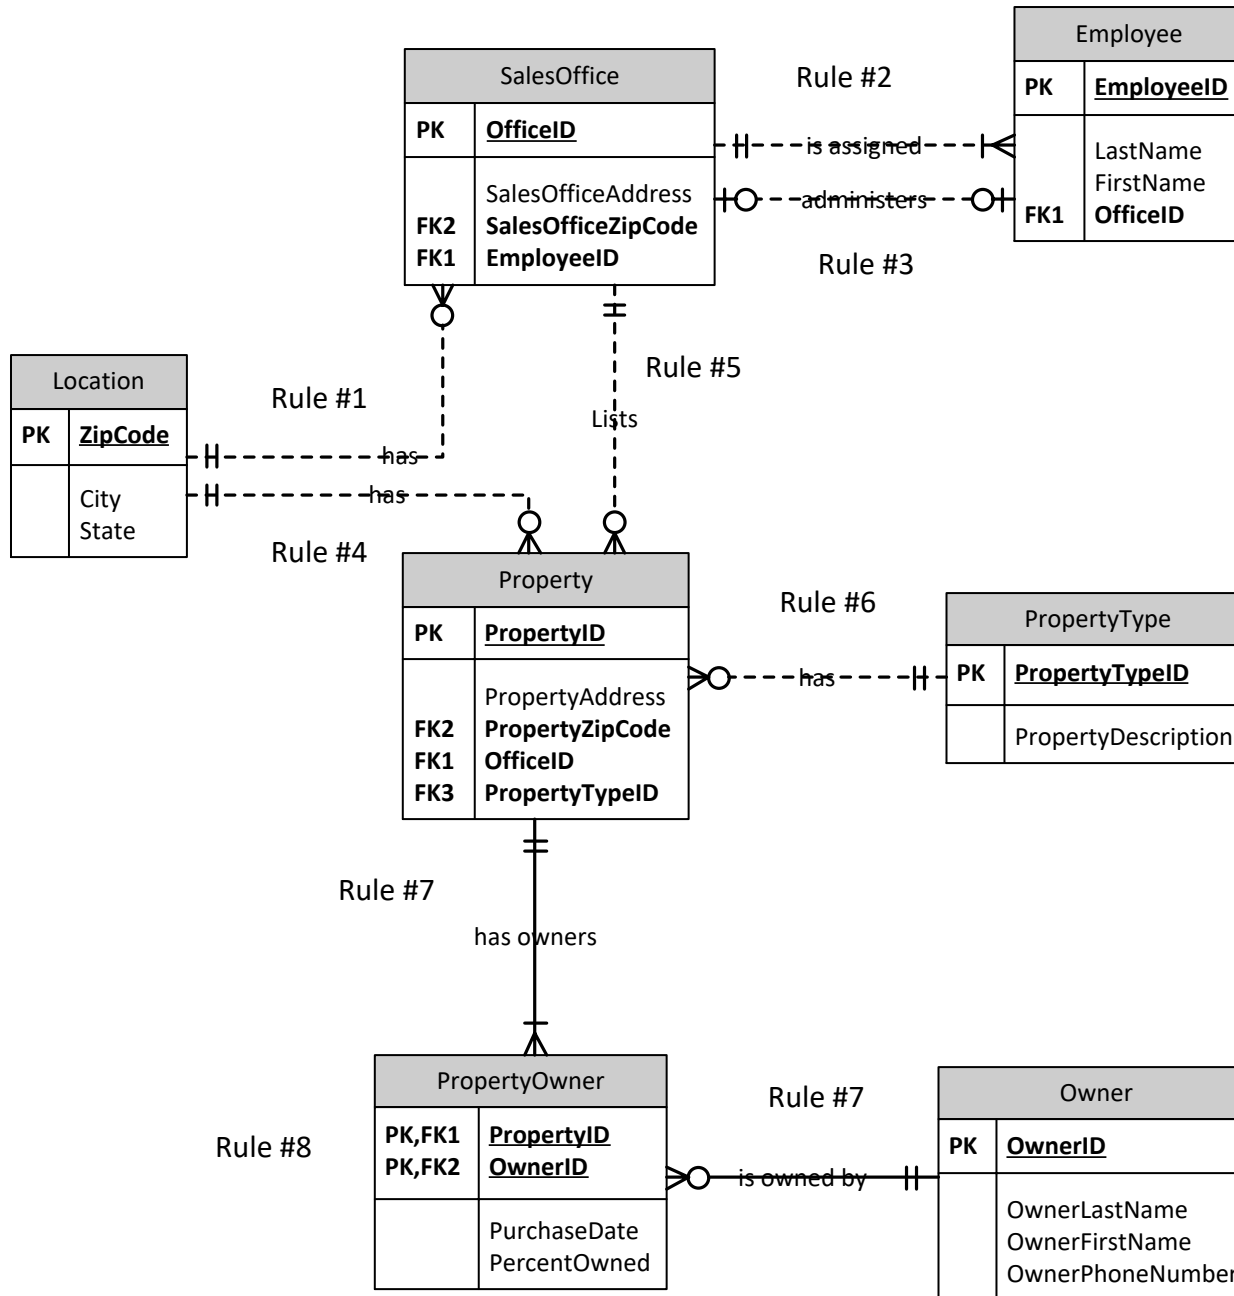 Employee
PK EmployeeID
LastName
FirstName
FK1 OfficeID
SalesOffice
PK OfficeID
SalesOfficeAddress
FK2 SalesOfficeZipCode
FK1 EmployeeID
Rule #2
is assigned
administers
Rule #3
Location
PK ZipCode
City
State
Rule #1
has
has
Rule #4
Rule #5
Lists
Property
PK PropertyID
PropertyAddress
FK2 PropertyZipCode
FK1 OfficeID
FK3 PropertyTypeID
Rule #6
has
PropertyType
PK PropertyTypeID
PropertyDescription
Rule #7
has owners
PropertyOwner
PK,FK1 PropertyID
PK,FK2 OwnerID
PurchaseDate
PercentOwned
Rule #8
Rule #7
is owned by
Owner
PK OwnerID
OwnerLastName
OwnerFirstName
OwnerPhoneNumber